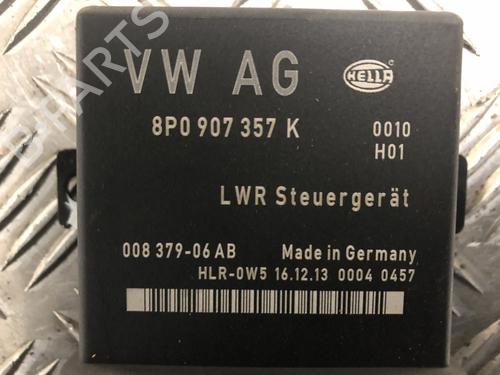 VW AG
HELLA
8P0 907 357 K
0010
H01
LWR Steuergerät
008 379-06 AB Made in Germany
HLR-0W5 16.12.13 0004 0457
B-PARTS